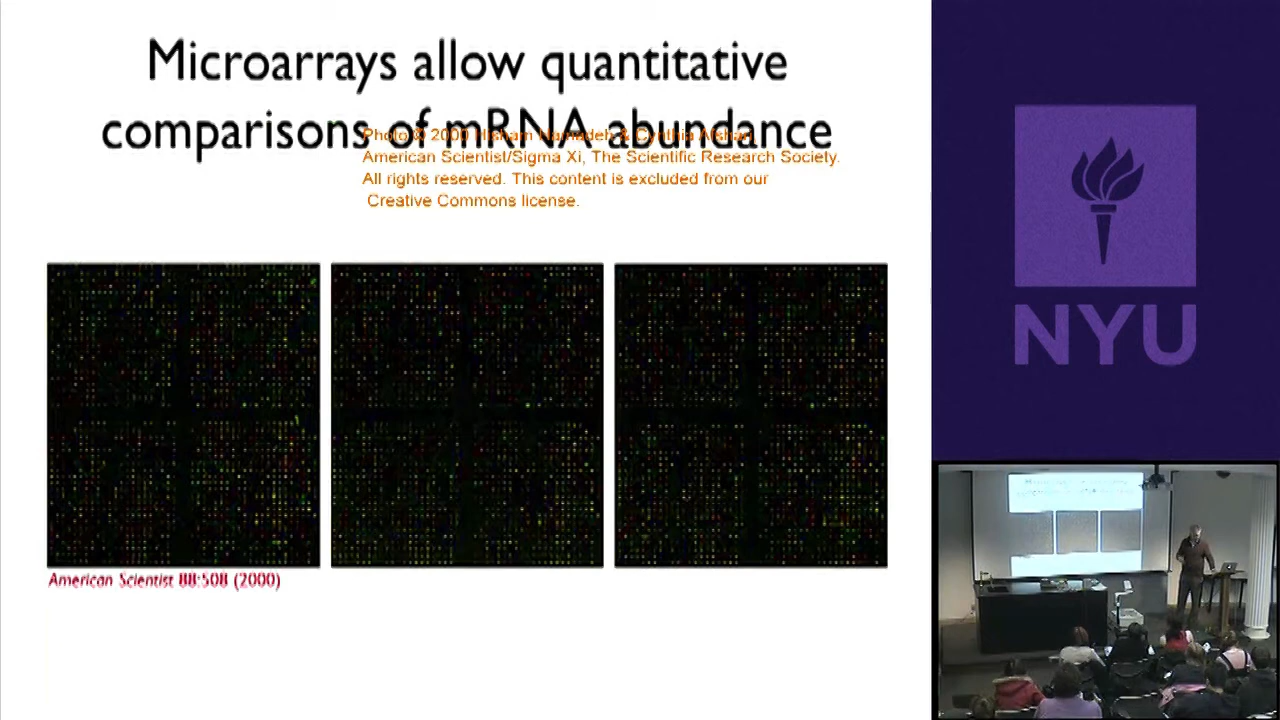 Microarrays allow quantitative
comparisons of mRNA abundance
Photo © 2000 Hisham Hamadeh & Cynthia Afshari
American Scientist/Sigma Xi, The Scientific Research Society.
All rights reserved. This content is excluded from our
Creative Commons license.
American Scientist 88:508 (2000)
NYU